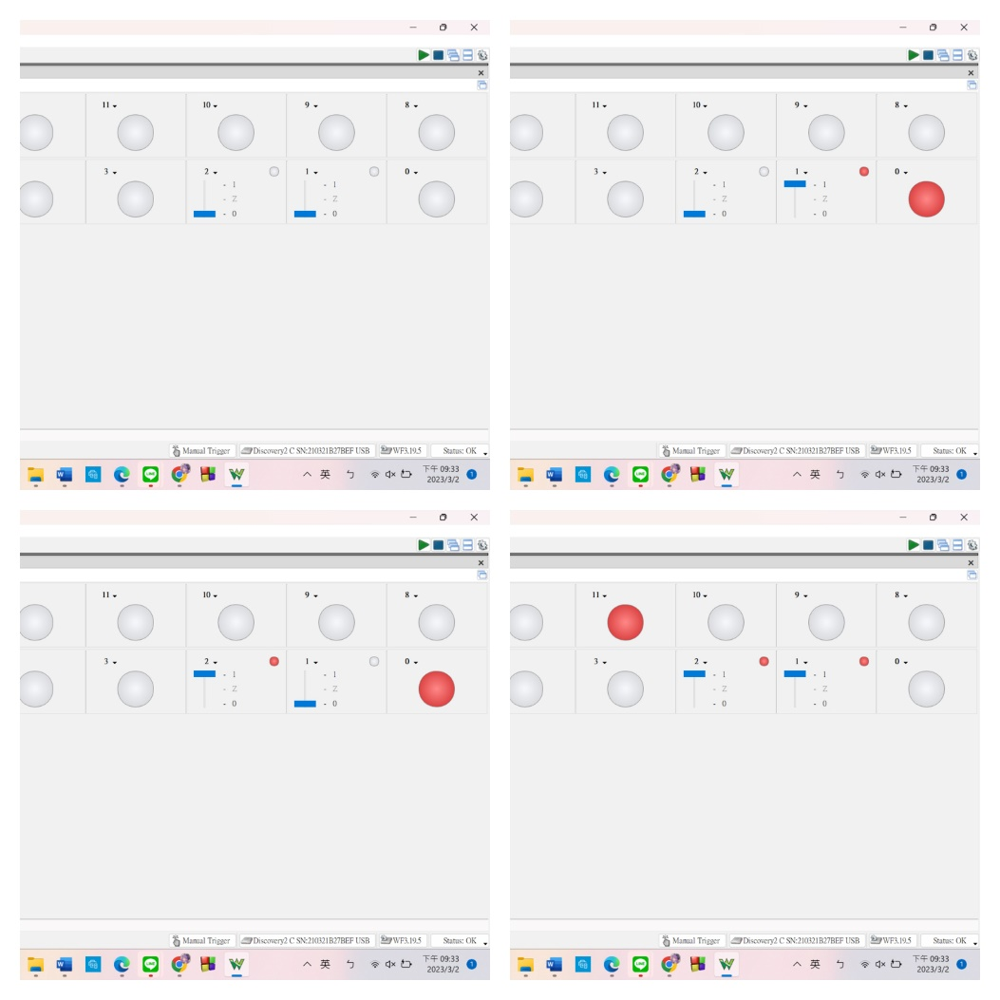 11 10 9 8
3 2 1 0
- 1 - 1
- Z - Z
- 0 - 0
Manual Trigger Discovery2 C SN:210321B27BEF USB WF3.19.5 Status: OK
英 ㄅ 下午 09:33 1
2023/3/2
11 10 9 8
3 2 1 0
- 1 - 1
- Z - Z
- 0 - 0
Manual Trigger Discovery2 C SN:210321B27BEF USB WF3.19.5 Status: OK
英 ㄅ 下午 09:33 1
2023/3/2
11 10 9 8
3 2 1 0
- 1 - 1
- Z - Z
- 0 - 0
Manual Trigger Discovery2 C SN:210321B27BEF USB WF3.19.5 Status: OK
英 ㄅ 下午 09:33 1
2023/3/2
11 10 9 8
3 2 1 0
- 1 - 1
- Z - Z
- 0 - 0
Manual Trigger Discovery2 C SN:210321B27BEF USB WF3.19.5 Status: OK
英 ㄅ 下午 09:33 1
2023/3/2